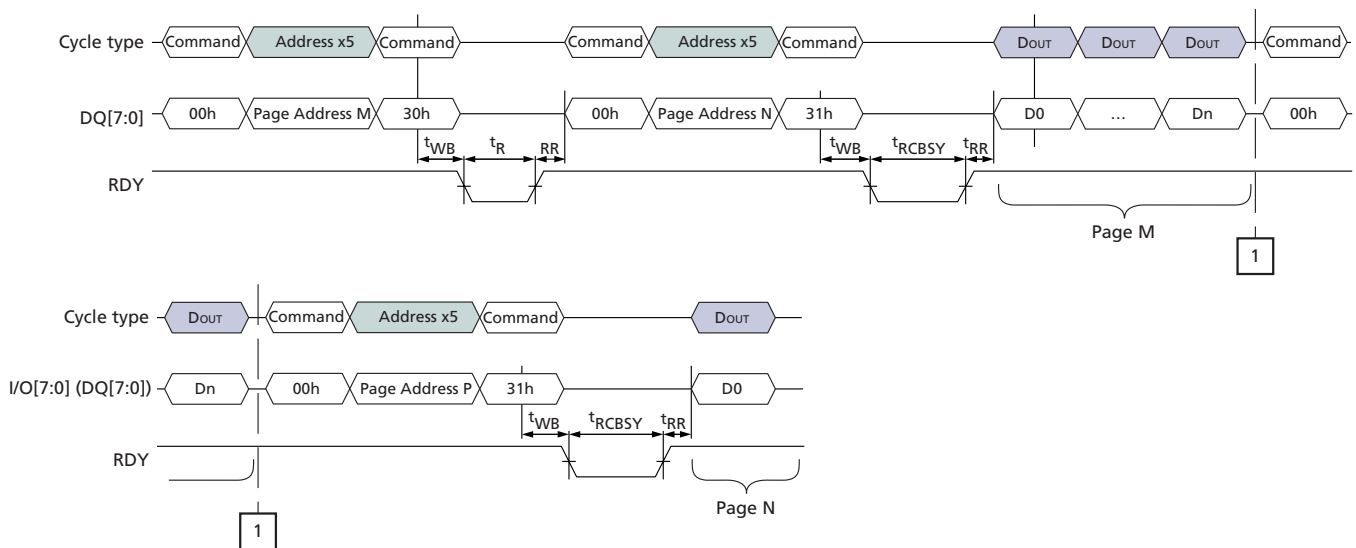 Cycle type Command Address x5 Command Command Address x5 Command DOUT DOUT DOUT Command
DQ[7:0] 00h Page Address M 30h 00h Page Address N 31h D0 ... Dn 00h
tWB tR RR tWB tRCBSY tRR
RDY
Page M
1
Cycle type DOUT Command Address x5 Command DOUT
I/O[7:0] (DQ[7:0]) Dn 00h Page Address P 31h D0
tWB tRCBSY tRR
RDY
Page N
1